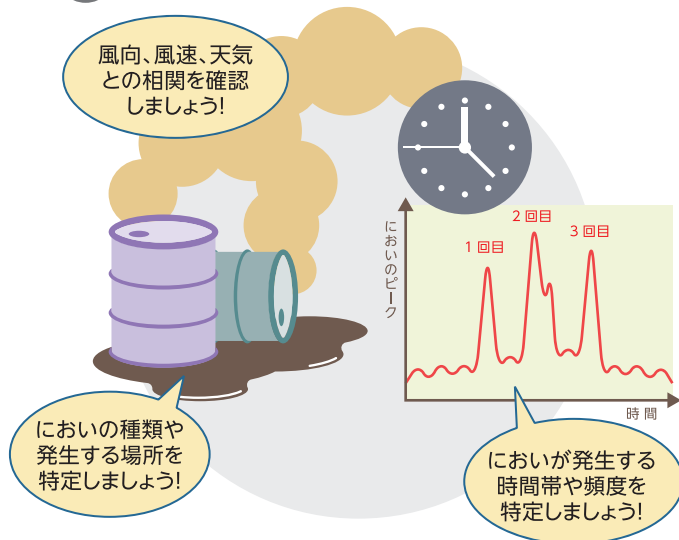 風向、風速、天気
との相関を確認
しましょう!
においのピーク
1回目
2回目
3回目
時間
においの種類や
発生する場所を
特定しましょう!
においが発生する
時間帯や頻度を
特定しましょう!